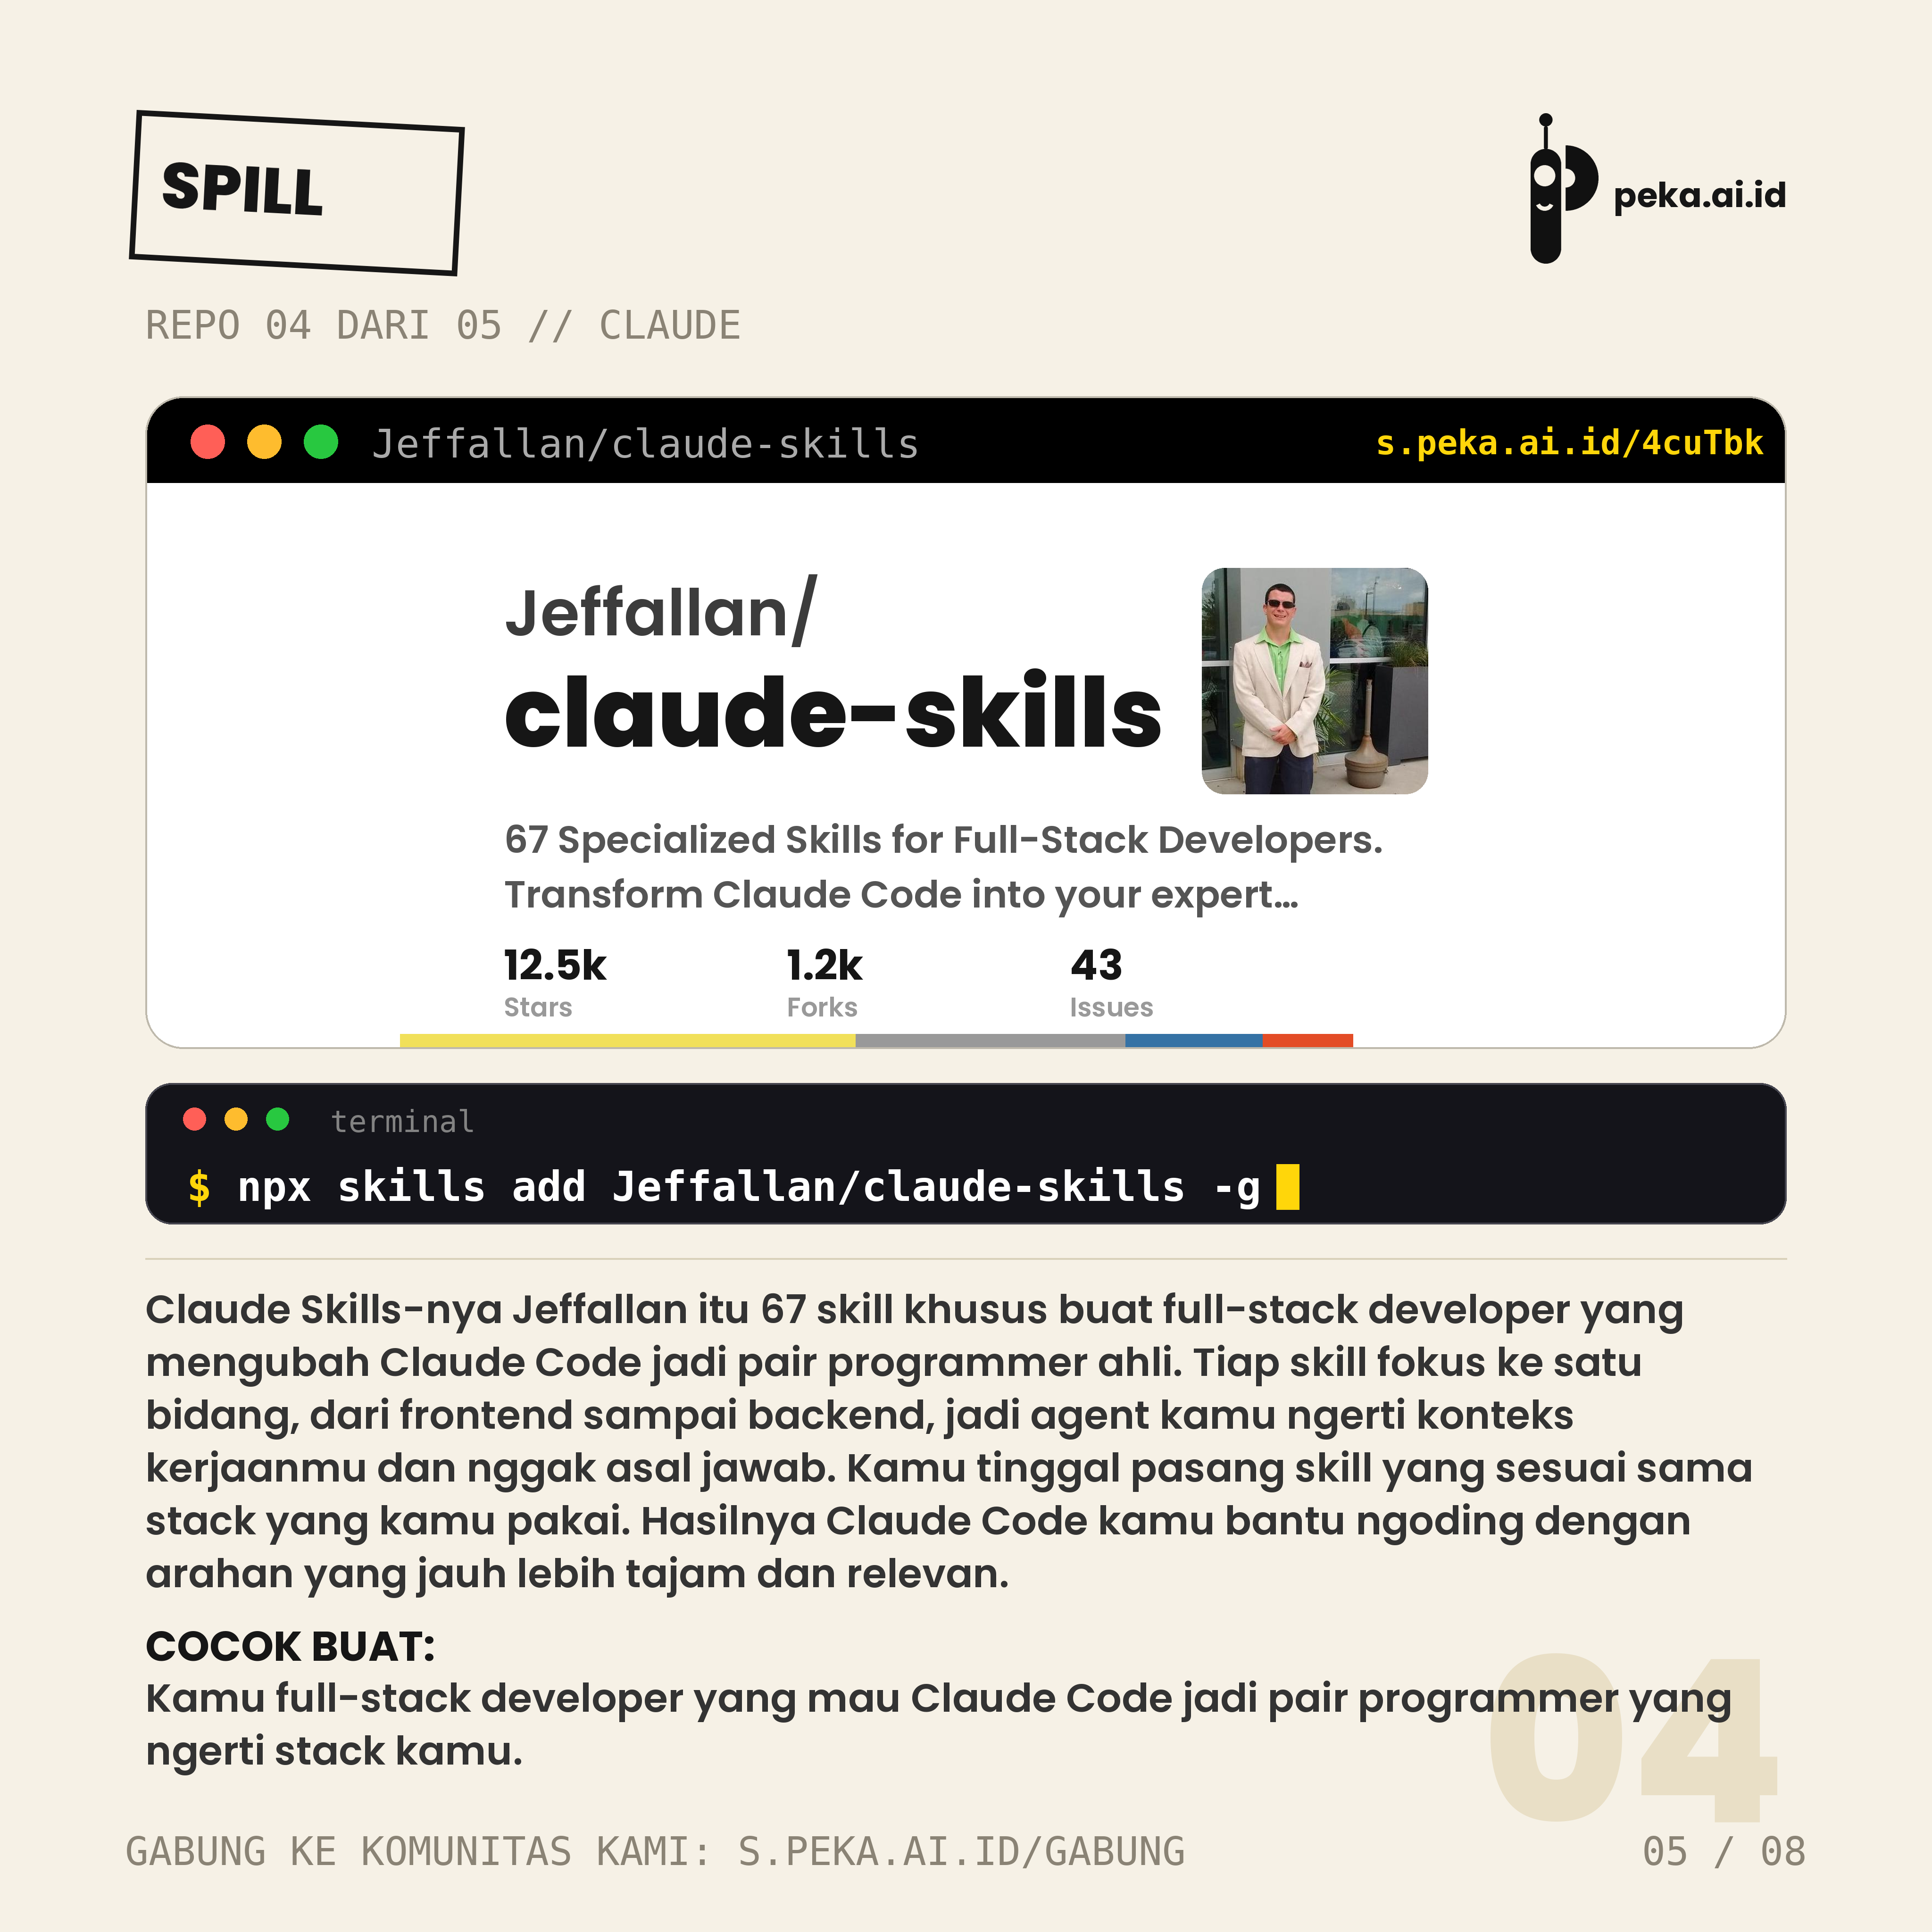 SPILL
peka.ai.id
REPO 04 DARI 05 // CLAUDE
Jeffallan/claude-skills
s.peka.ai.id/4cuTbk
Jeffallan/
claude-skills
67 Specialized Skills for Full-Stack Developers.
Transform Claude Code into your expert...
12.5k
1.2k
43
Stars
Forks
Issues
terminal
$ npx skills add Jeffallan/claude-skills -g
Claude Skills-nya Jeffallan itu 67 skill khusus buat full-stack developer yang
mengubah Claude Code jadi pair programmer ahli. Tiap skill fokus ke satu
bidang, dari frontend sampai backend, jadi agent kamu ngerti konteks
kerjaanmu dan nggak asal jawab. Kamu tinggal pasang skill yang sesuai sama
stack yang kamu pakai. Hasilnya Claude Code kamu bantu ngoding dengan
arahan yang jauh lebih tajam dan relevan.
COCOK BUAT:
Kamu full-stack developer yang mau Claude Code jadi pair programmer yang
ngerti stack kamu.
04
GABUNG KE KOMUNITAS KAMI: S.PEKA.AI.ID/GABUNG
05 / 08